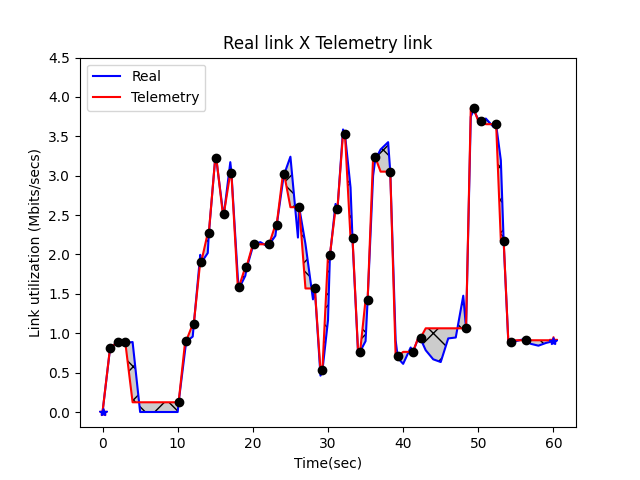 Real link X Telemetry link
Real
Telemetry
4.5
4.0
3.5
3.0
2.5
2.0
1.5
1.0
0.5
0.0
Link utilization (Mbits/secs)
0 10 20 30 40 50 60
Time(sec)